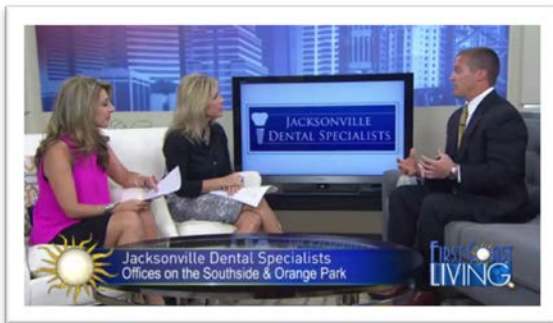 JACKSONVILLE
DENTAL SPECIALISTS
Jacksonville Dental Specialists
Offices on the Southside & Orange Park
FIRST COAST
LIVING